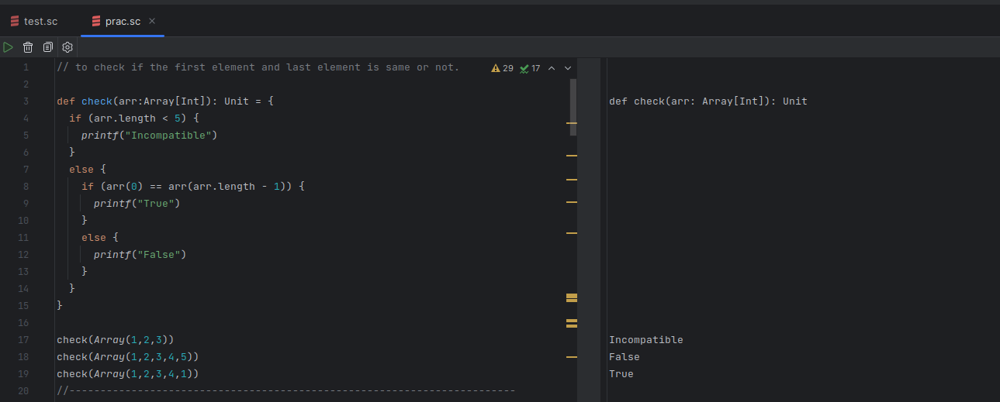 test.sc
prac.sc
29 17
1 // to check if the first element and last element is same or not.
2
3 def check(arr:Array[Int]): Unit = {
4 if (arr.length < 5) {
5 printf("Incompatible")
6 }
7 else {
8 if (arr(0) == arr(arr.length - 1)) {
9 printf("True")
10 }
11 else {
12 printf("False")
13 }
14 }
15 }
16
17 check(Array(1,2,3))
18 check(Array(1,2,3,4,5))
19 check(Array(1,2,3,4,1))
20 //------------------------------------------------------------------------
def check(arr: Array[Int]): Unit
Incompatible
False
True